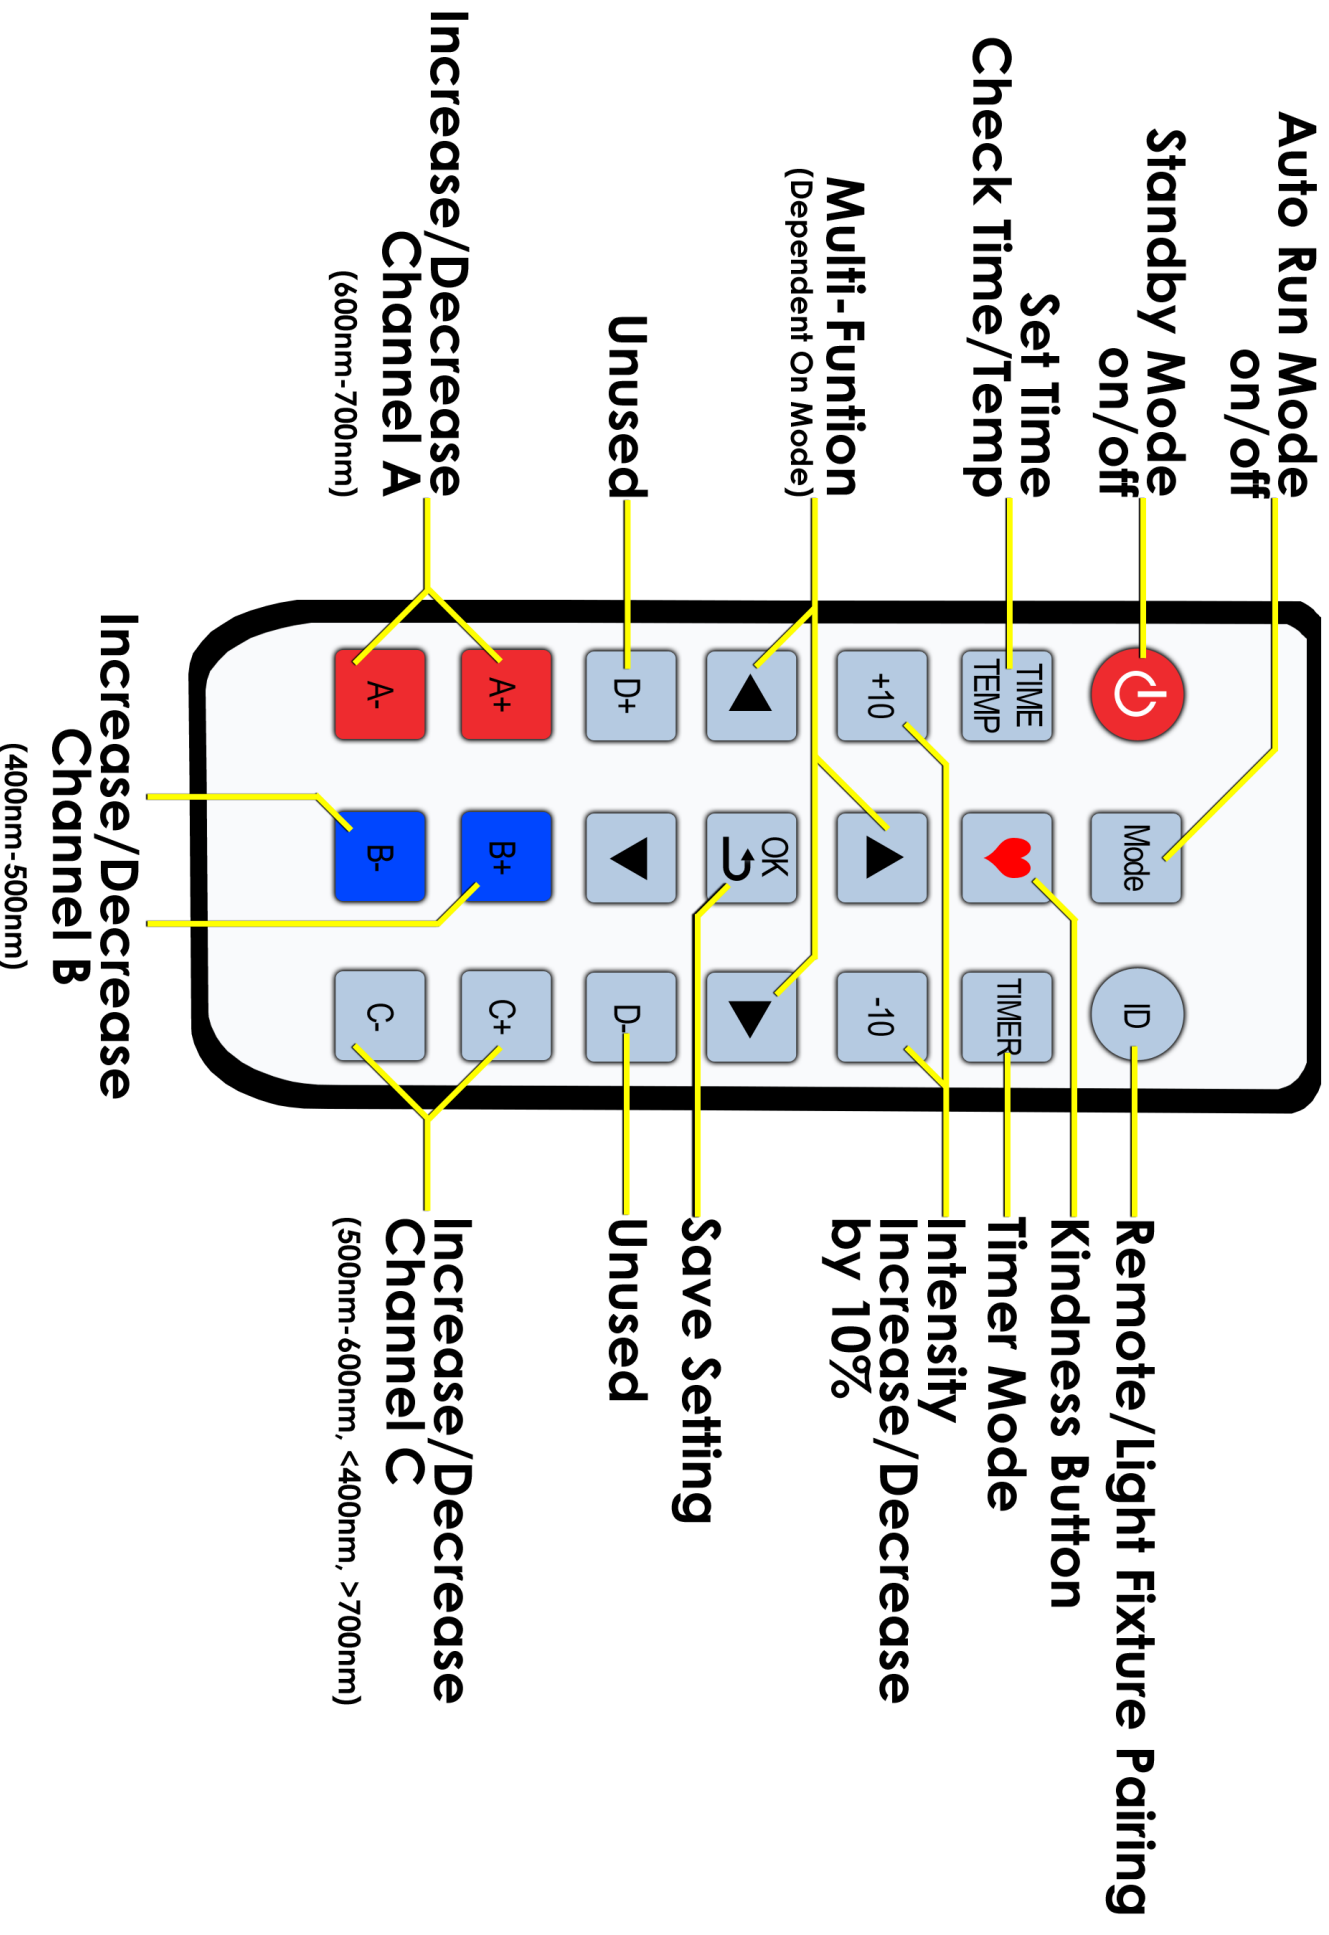 Auto Run Mode
on/off
Standby Mode
on/off
Set Time
Check Time/Temp
Multi-Funtion
(Dependent On Mode)
Unused
Increase/Decrease
Channel A
(600nm-700nm)
Mode
ID
TIME
TEMP
TIMER
+10
-10
OK
D+
D-
A+
B+
C+
A-
B-
C-
Remote/Light Fixture Pairing
Kindness Button
Timer Mode
Intensity
Increase/Decrease
by 10%
Save Setting
Unused
Increase/Decrease
Channel C
(500nm-600nm, <400nm, >700nm)
Increase/Decrease
Channel B
(400nm-500nm)